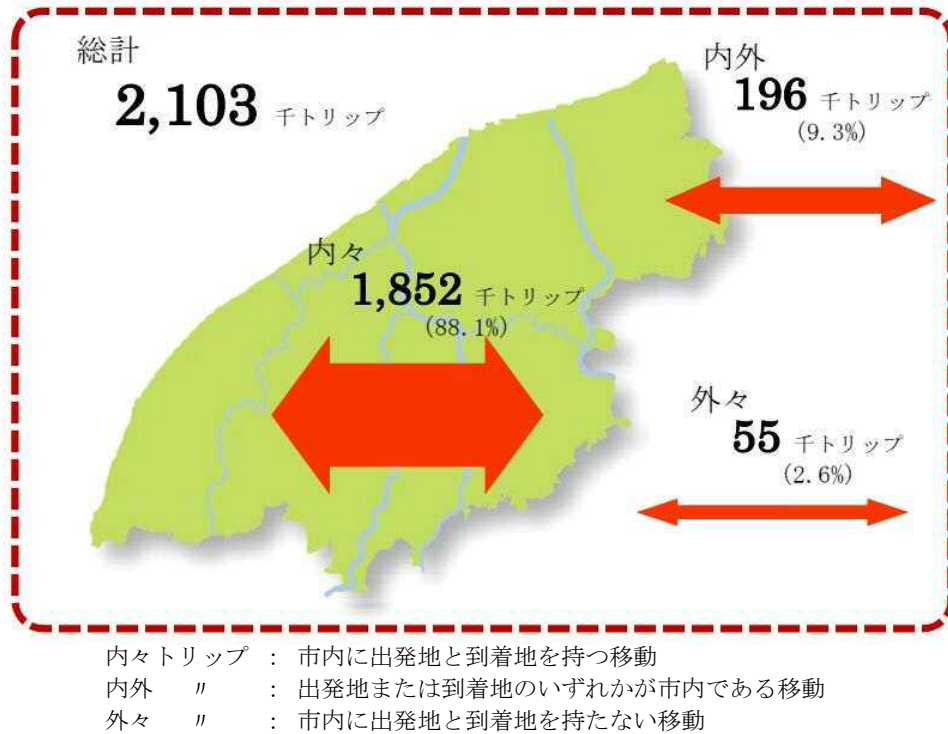 総計
2,103 千トリップ
内外
196 千トリップ
(9.3%)
内々
1,852 千トリップ
(88.1%)
外々
55 千トリップ
(2.6%)
内々トリップ : 市内に出発地と到着地を持つ移動
内外 〃 : 出発地または到着地のいずれかが市内である移動
外々 〃 : 市内に出発地と到着地を持たない移動